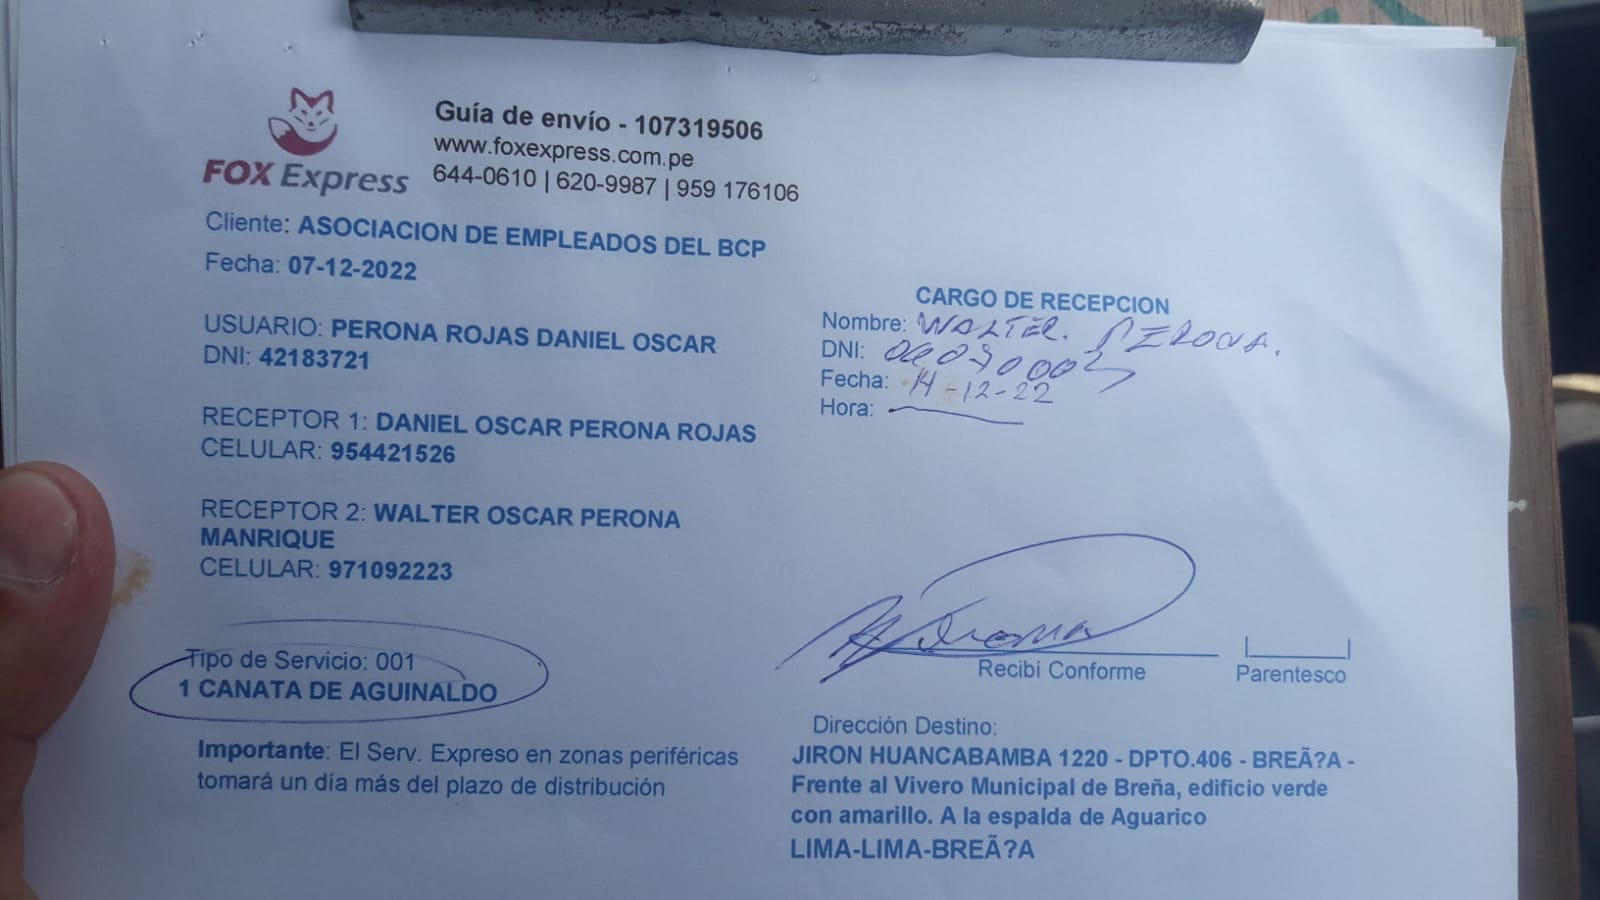 FOX Express
Guía de envío - 107319506
www.foxexpress.com.pe
644-0610 | 620-9987 | 959 176106
Cliente: ASOCIACION DE EMPLEADOS DEL BCP
Fecha: 07-12-2022
USUARIO: PERONA ROJAS DANIEL OSCAR
DNI: 42183721
RECEPTOR 1: DANIEL OSCAR PERONA ROJAS
CELULAR: 954421526
RECEPTOR 2: WALTER OSCAR PERONA
MANRIQUE
CELULAR: 971092223
Tipo de Servicio: 001
1 CANATA DE AGUINALDO
Importante: El Serv. Expreso en zonas periféricas
tomará un día más del plazo de distribución
CARGO DE RECEPCION
Nombre: WALTER. PERONA.
DNI:
Fecha: 14-12-22
Hora:
Recibí Conforme
Parentesco
Dirección Destino:
JIRON HUANCABAMBA 1220 - DPTO.406 - BREÃ?A -
Frente al Vivero Municipal de Breña, edificio verde
con amarillo. A la espalda de Aguarico
LIMA-LIMA-BREÃ?A